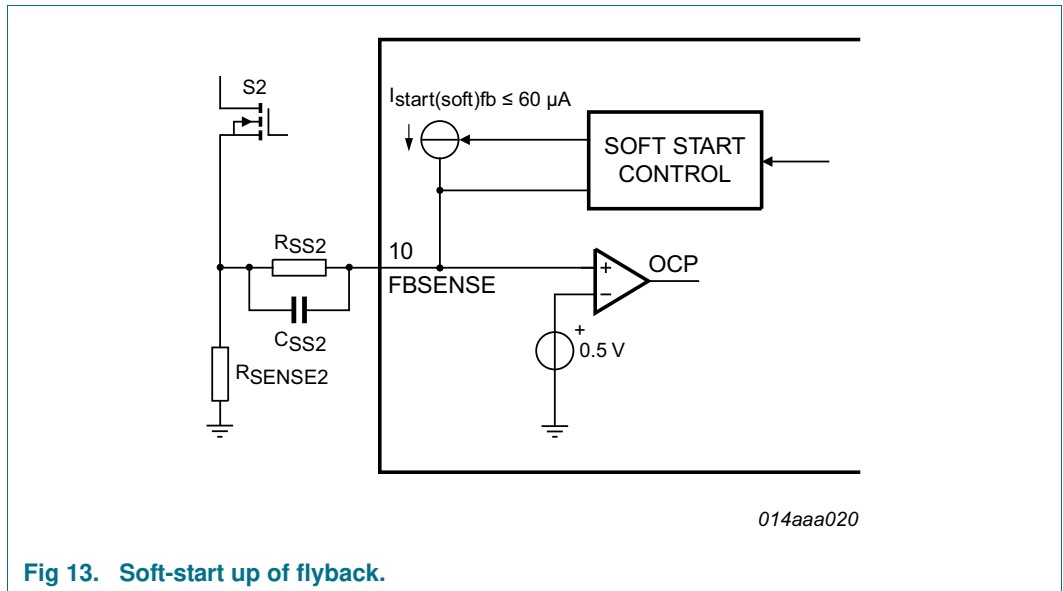 S2
Istart(soft)fb ≤ 60 µA
SOFT START
CONTROL
RSS2
10
FBSENSE
OCP
CSS2
+
−
+
0.5 V
RSENSE2
014aaa020
Fig 13. Soft-start up of flyback.